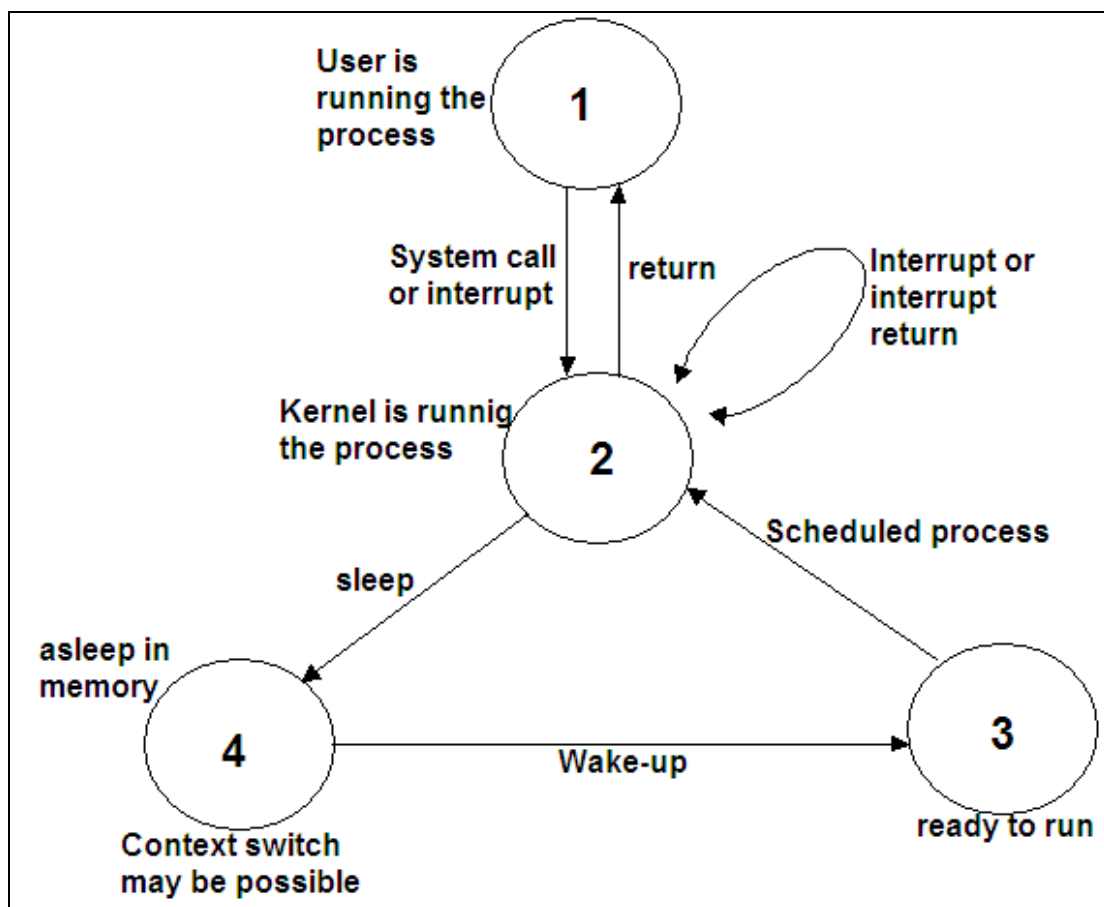 User is
running the
process
1
System call
or interrupt
return
Interrupt or
interrupt
return
Kernel is runnig
the process
2
Scheduled process
sleep
asleep in
memory
4
Wake-up
3
ready to run
Context switch
may be possible